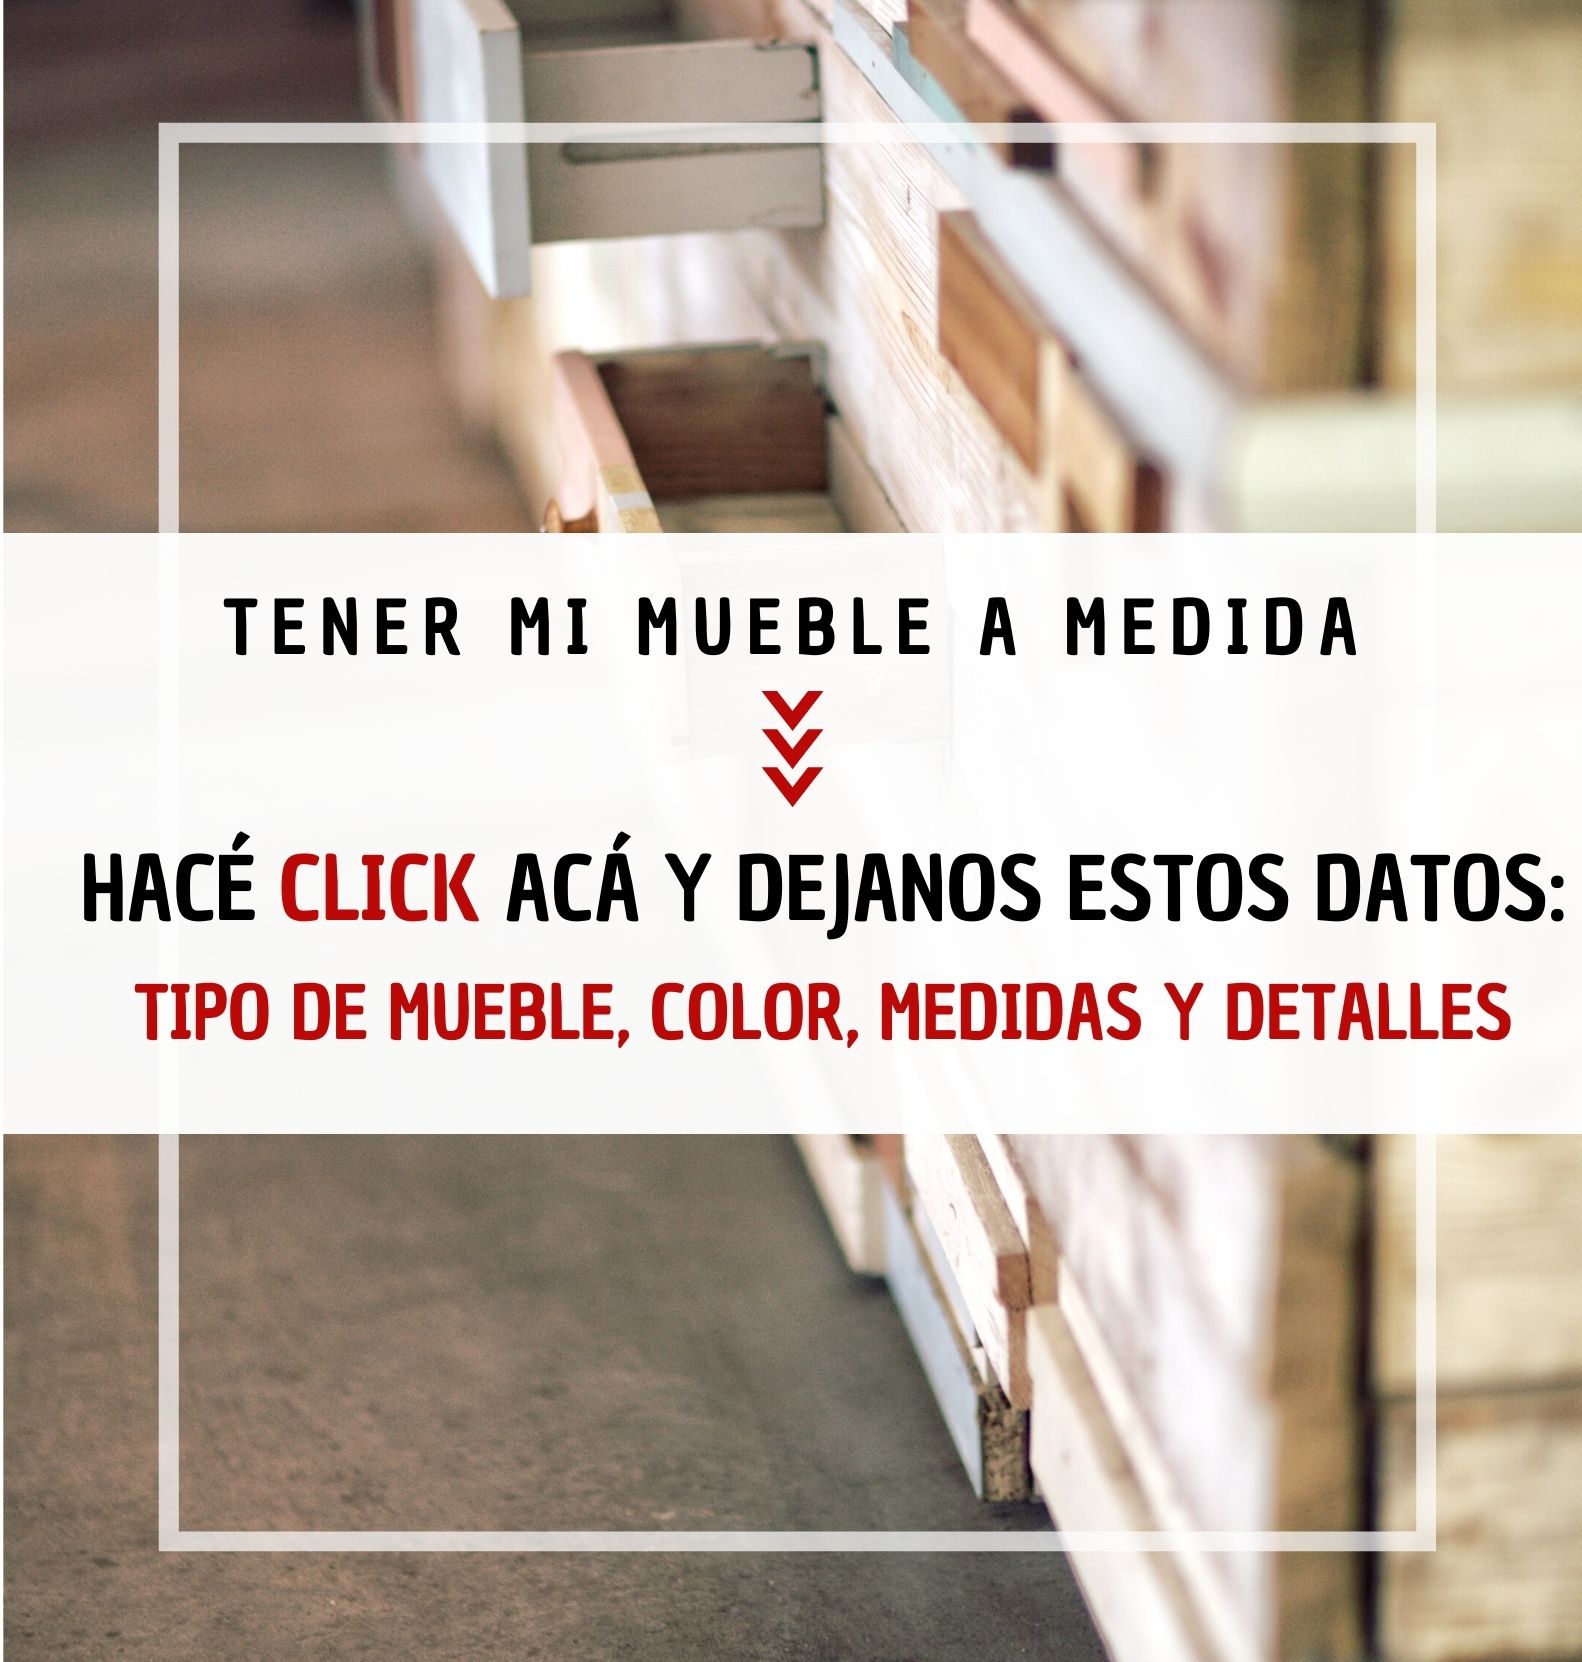 TENER MI MUEBLE A MEDIDA
HACÉ CLICK ACÁ Y DEJANOS ESTOS DATOS:
TIPO DE MUEBLE, COLOR, MEDIDAS Y DETALLES